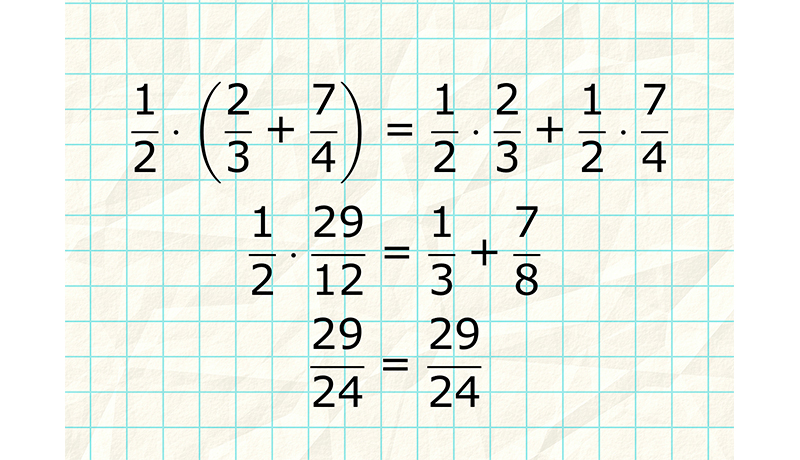 1/2 · (2/3 + 7/4) = 1/2 · 2/3 + 1/2 · 7/4
1/2 · 29/12 = 1/3 + 7/8
29/24 = 29/24